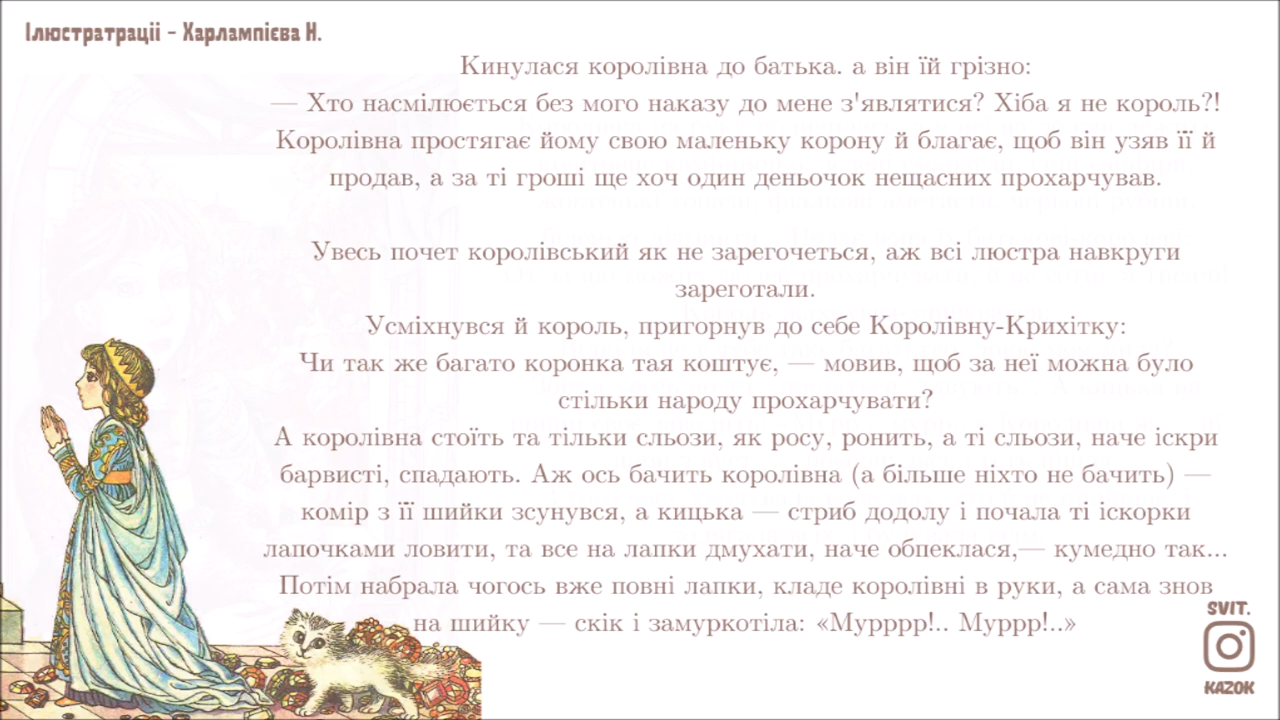 Ілюстратраціі - Харлампієва Н.
Кинулася королівна до батька. а він їй грізно:
— Хто насмілюється без мого наказу до мене з'являтися? Хіба я не король?!
Королівна простягає йому свою маленьку корону й благає, щоб він узяв її й
продав, а за ті гроші ще хоч один деньочок нещасних прохарчував.
Увесь почет королівський як не зарегочеться, аж всі люстра навкруги
зареготали.
Усміхнувся й король, пригорнув до себе Королівну-Крихітку:
Чи так же багато коронка тая коштує, — мовив, щоб за неї можна було
стільки народу прохарчувати?
А королівна стоїть та тільки сльози, як росу, ронить, а ті сльози, наче іскри
барвисті, спадають. Аж ось бачить королівна (а більше ніхто не бачить) —
комір з її шийки зсунувся, а кицька — стриб додолу і почала ті іскорки
лапочками ловити, та все на лапки дмухати, наче обпеклася,— кумедно так...
Потім набрала чогось вже повні лапки, кладе королівні в руки, а сама знов
на шийку — скік і замуркотіла: «Мурррр!.. Муррр!..»
SVIT.
KAZOK